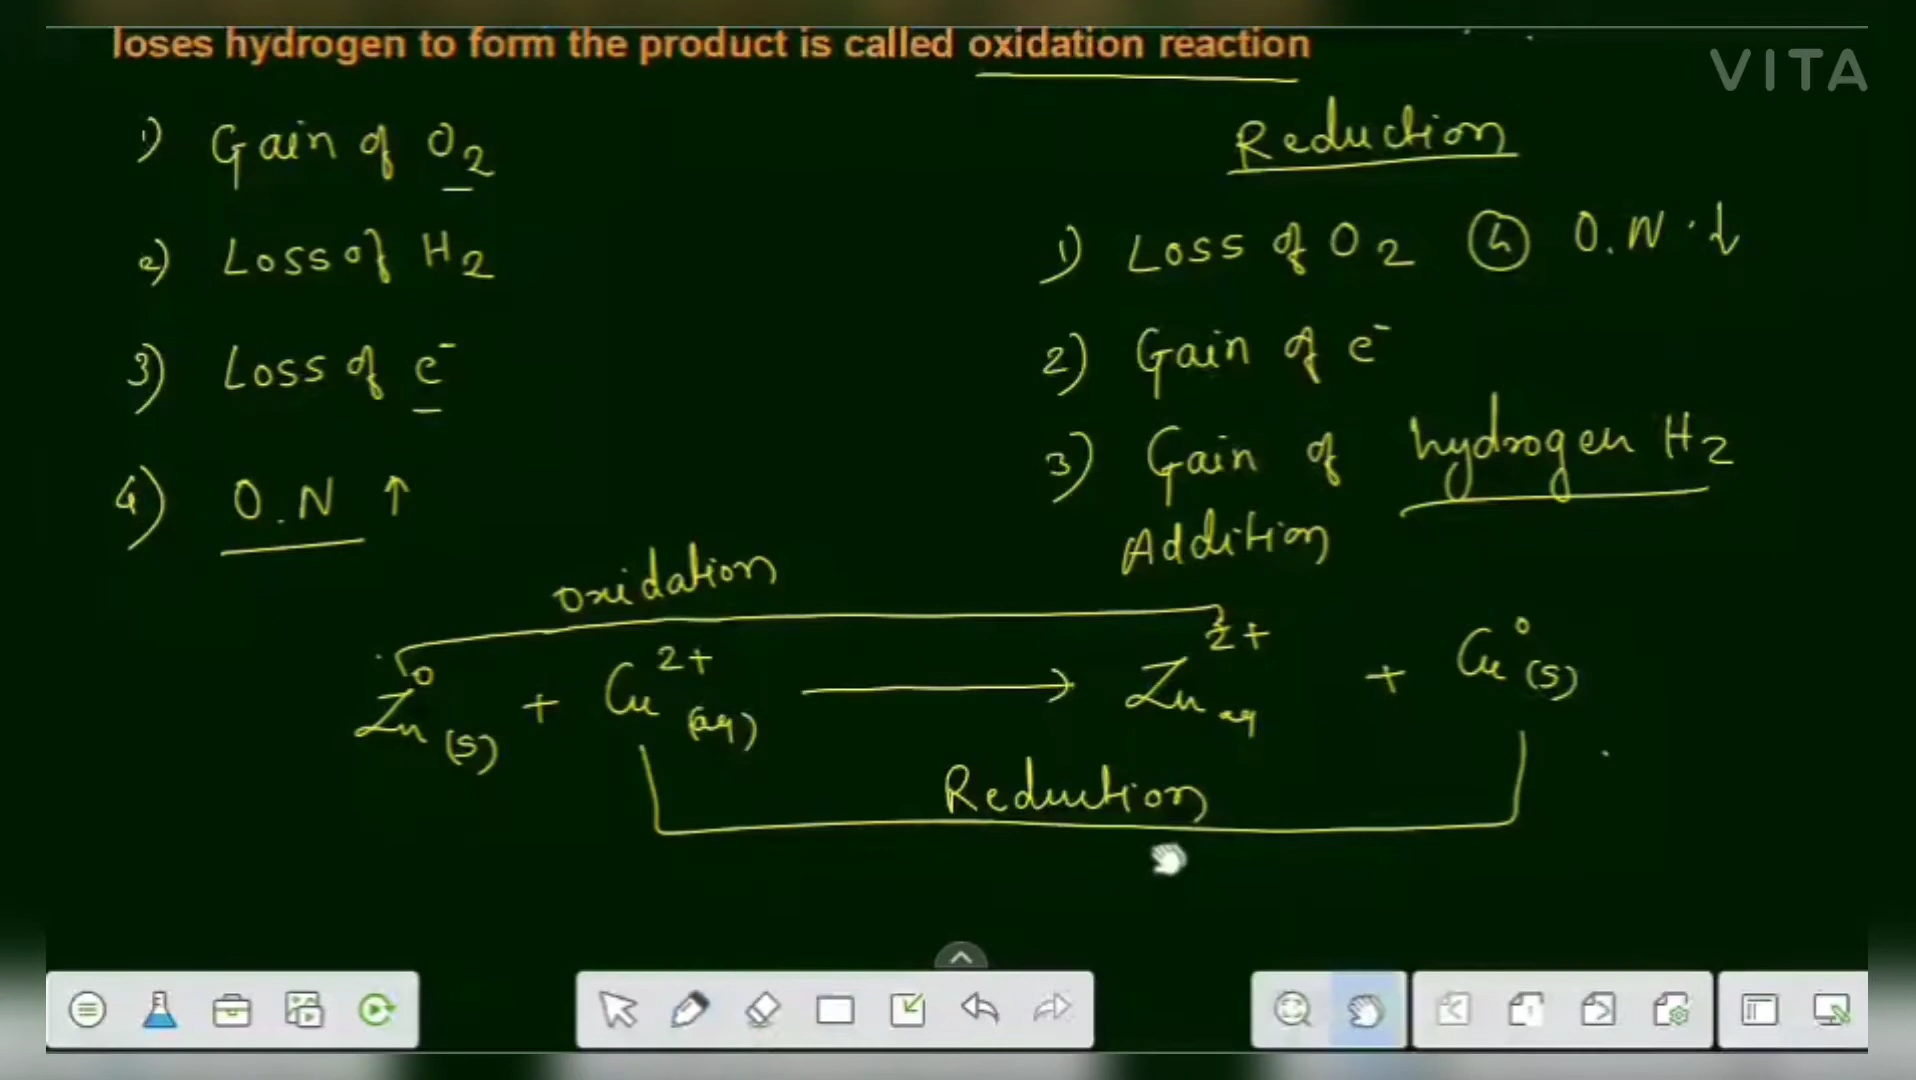 loses hydrogen to form the product is called oxidation reaction
VITA
1) Gain of O2
2) Loss of H2
3) Loss of e-
4) O.N ↑
Reduction
1) Loss of O2 4 O.N.↓
2) Gain of e-
3) Gain of hydrogen H2
Addition
oxidation
Zn0(s) + Cu2+(aq) → Zn2+aq + Cu0(s)
Reduction